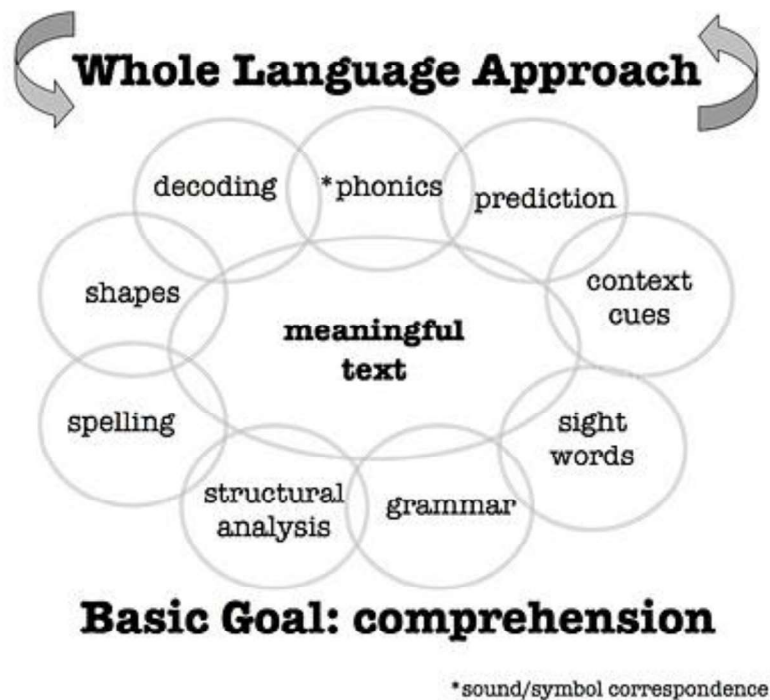 Whole Language Approach
decoding
*phonics
prediction
shapes
context
cues
meaningful
text
spelling
sight
words
structural
analysis
grammar
Basic Goal: comprehension
*sound/symbol correspondence